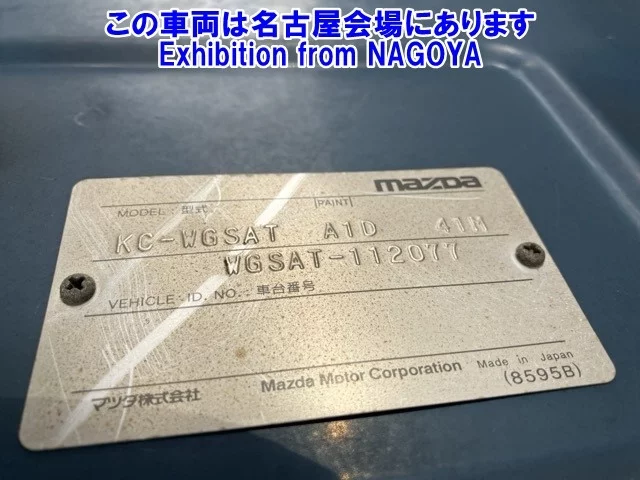 この車両は名古屋会場にあります
Exhibition from NAGOYA
mazda
MODEL : 型式 PAINT
KC-WGSAT A1D 41M
WGSAT-112077
VEHICLE . ID. NO. . 車台番号
マツダ株式会社 Mazda Motor Corporation Made in Japan
(8595B)